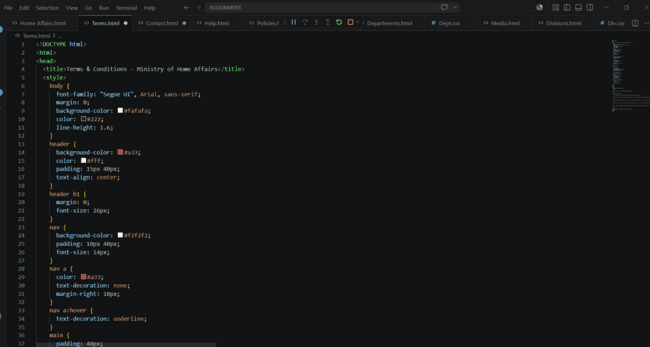 File Edit Selection View Go Run Terminal Help
ASSIGNMENT
Home Affairs.html Terms.html Contact.html Help.html Policies.h Departments.html Dept.css Media.html Divisions.html Div.css
Terms.html > ...
1 <!DOCTYPE html>
2 <html>
3 <head>
4 <title>Terms & Conditions - Ministry of Home Affairs</title>
5 <style>
6 body {
7 font-family: "Segoe UI", Arial, sans-serif;
8 margin: 0;
9 background-color: #fafafa;
10 color: #222;
11 line-height: 1.6;
12 }
13 header {
14 background-color: #a33;
15 color: #fff;
16 padding: 15px 40px;
17 text-align: center;
18 }
19 header h1 {
20 margin: 0;
21 font-size: 26px;
22 }
23 nav {
24 background-color: #f2f2f2;
25 padding: 10px 40px;
26 font-size: 14px;
27 }
28 nav a {
29 color: #a33;
30 text-decoration: none;
31 margin-right: 10px;
32 }
33 nav a:hover {
34 text-decoration: underline;
35 }
36 main {
37 padding: 40px;